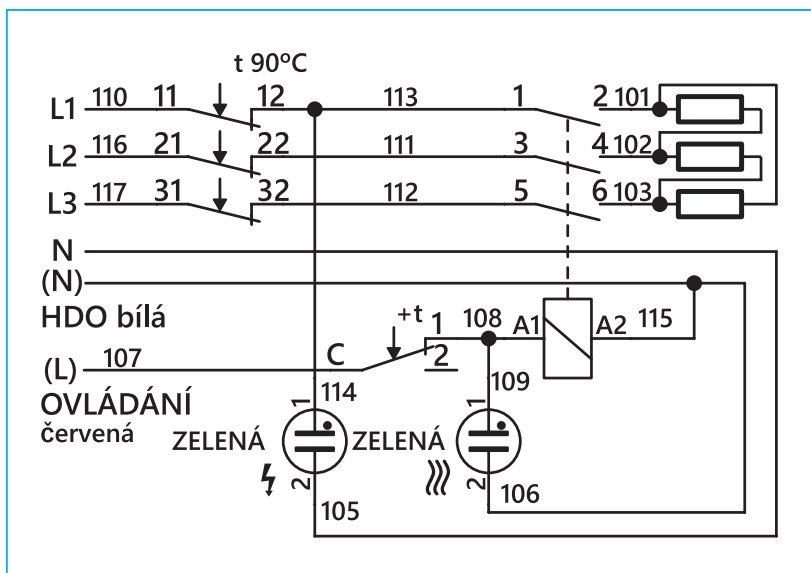 t 90ºC
L1 110 11 12 113 1 2 101
L2 116 21 22 111 3 4 102
L3 117 31 32 112 5 6 103
N
(N)
HDO bílá
+t 1 108 A1 A2 115
(L) 107 C 2
109
OVLÁDÁNÍ 1 114 1
červená ZELENÁ ZELENÁ
2 105 2 106